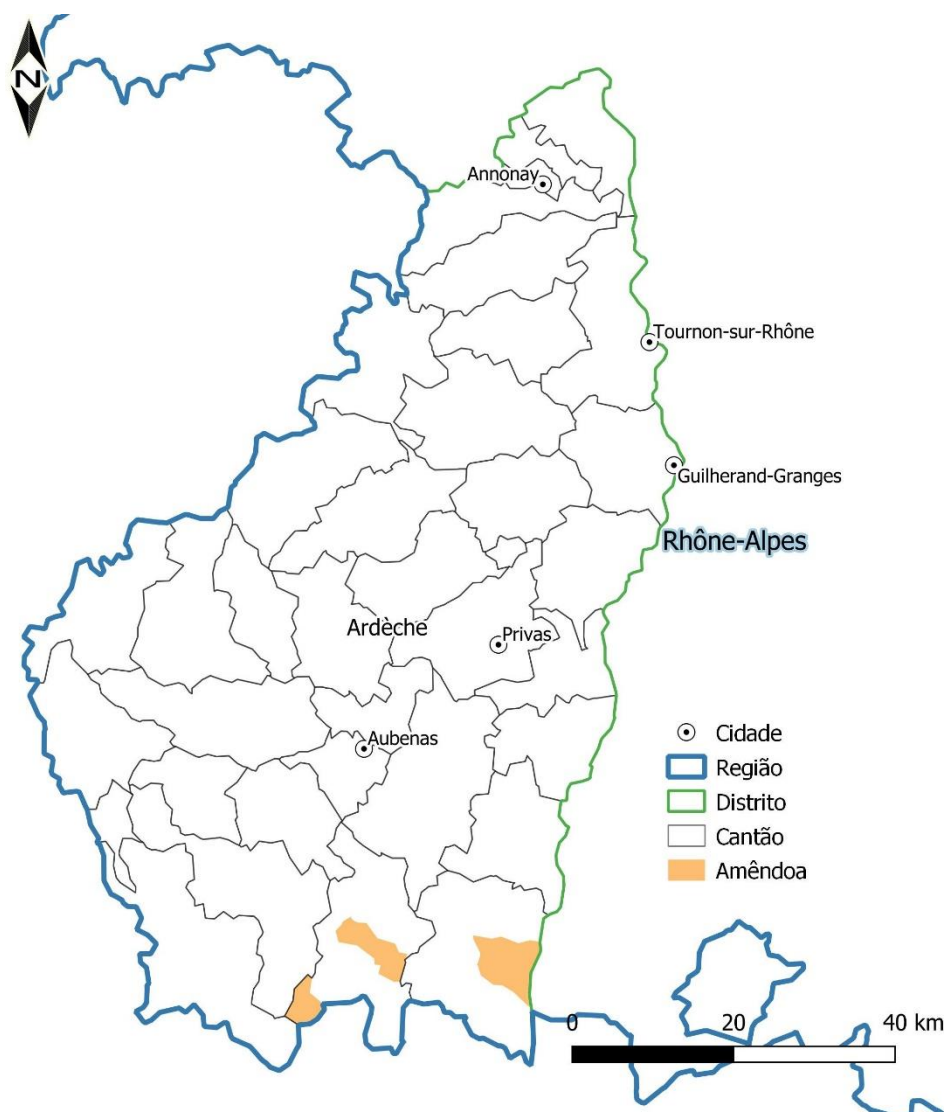 N
Annonay
Tournon-sur-Rhône
Guilherand-Granges
Rhône-Alpes
Ardèche
Privas
Aubenas
Cidade
Região
Distrito
Cantão
Amêndoa
0 20 40 km